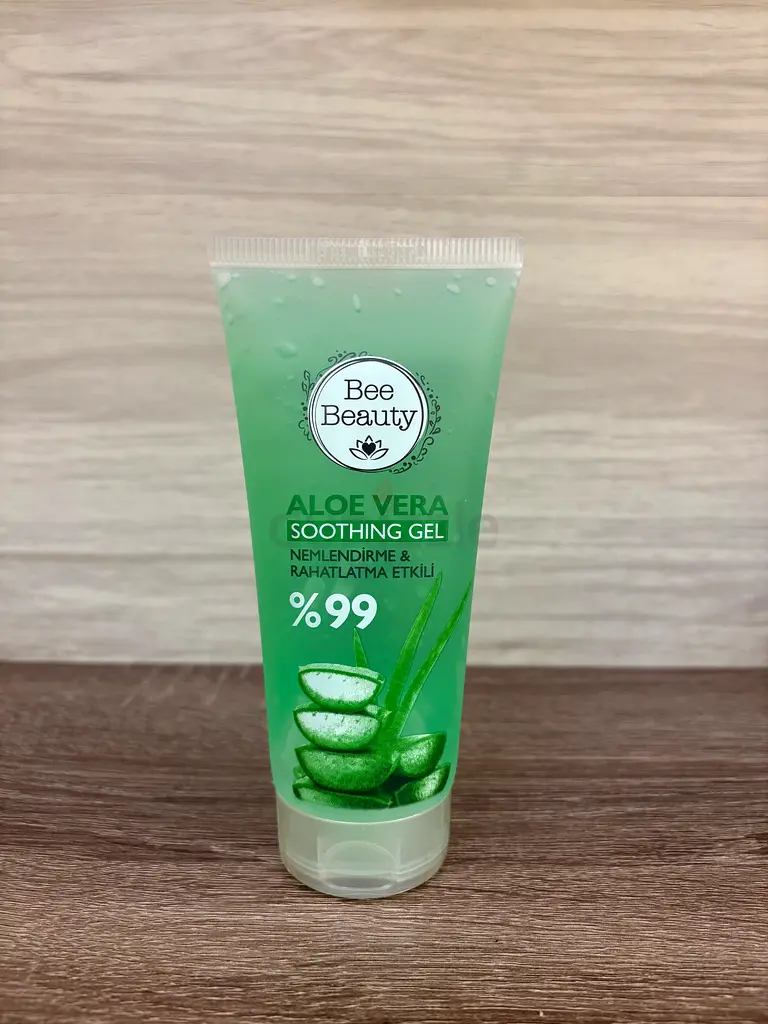 Bee
Beauty
ALOE VERA
SOOTHING GEL
NEMLENDİRME &
RAHATLATMA ETKİLİ
%99